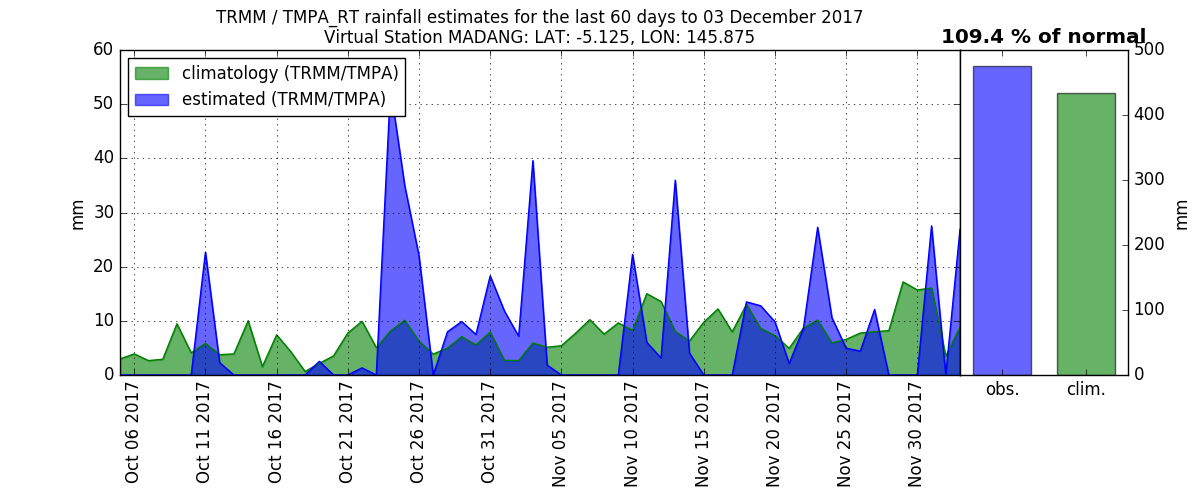 TRMM / TMPA_RT rainfall estimates for the last 60 days to 03 December 2017
Virtual Station MADANG: LAT: -5.125, LON: 145.875
109.4 % of normal
climatology (TRMM/TMPA)
estimated (TRMM/TMPA)
60
50
40
30
20
10
0
mm
500
400
300
200
100
0
mm
obs.
clim.
Oct 06 2017
Oct 11 2017
Oct 16 2017
Oct 21 2017
Oct 26 2017
Oct 31 2017
Nov 05 2017
Nov 10 2017
Nov 15 2017
Nov 20 2017
Nov 25 2017
Nov 30 2017